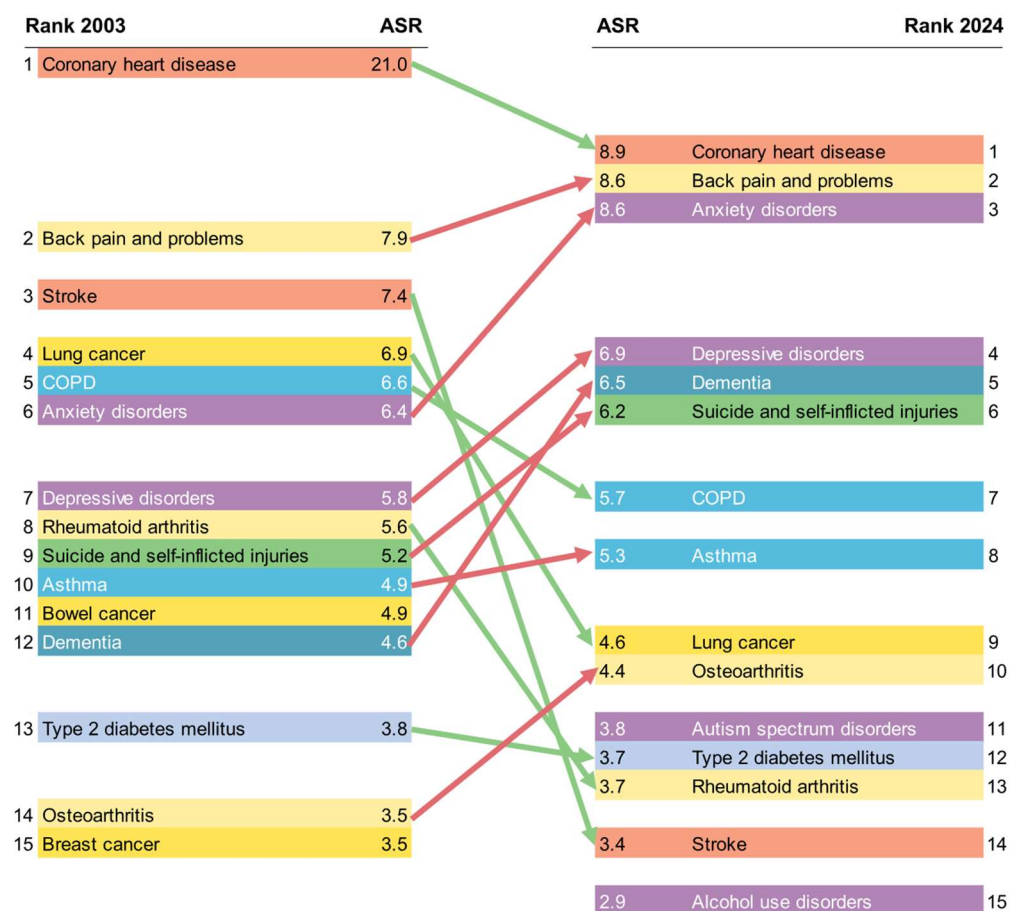 Rank 2003 ASR ASR Rank 2024
1 Coronary heart disease 21.0
8.9 Coronary heart disease 1
8.6 Back pain and problems 2
8.6 Anxiety disorders 3
2 Back pain and problems 7.9
3 Stroke 7.4
4 Lung cancer 6.9
5 COPD 6.6
6 Anxiety disorders 6.4
6.9 Depressive disorders 4
6.5 Dementia 5
6.2 Suicide and self-inflicted injuries 6
7 Depressive disorders 5.8
8 Rheumatoid arthritis 5.6
9 Suicide and self-inflicted injuries 5.2
10 Asthma 4.9
11 Bowel cancer 4.9
12 Dementia 4.6
5.7 COPD 7
5.3 Asthma 8
4.6 Lung cancer 9
4.4 Osteoarthritis 10
13 Type 2 diabetes mellitus 3.8
3.8 Autism spectrum disorders 11
3.7 Type 2 diabetes mellitus 12
3.7 Rheumatoid arthritis 13
14 Osteoarthritis 3.5
15 Breast cancer 3.5
3.4 Stroke 14
2.9 Alcohol use disorders 15